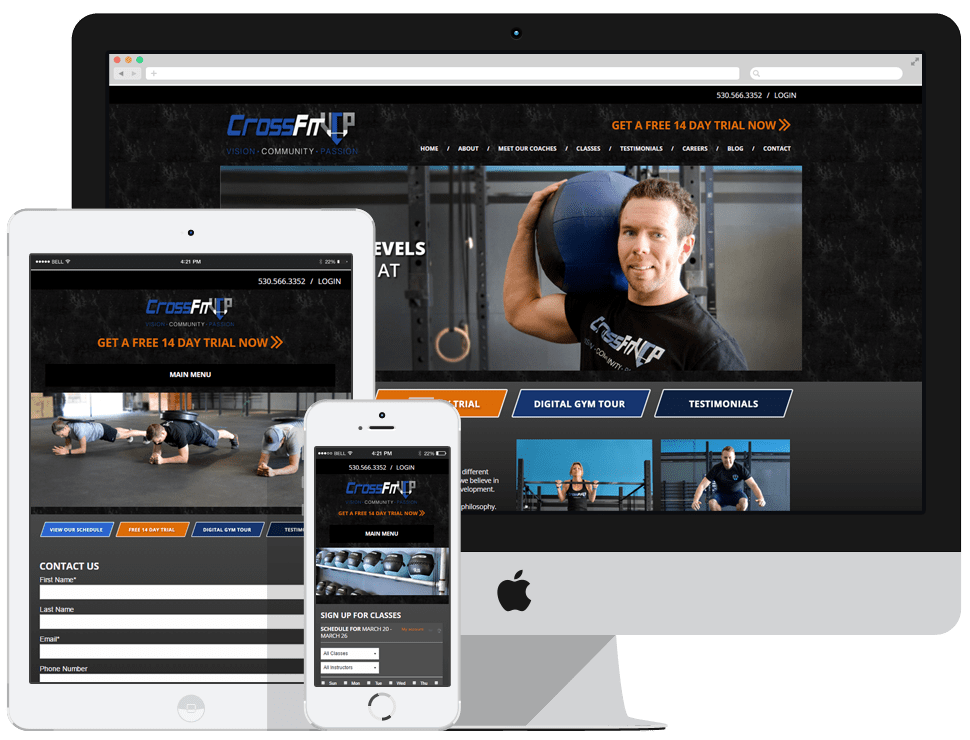 530.566.3352 / LOGIN
CROSSFIT VCP
VISION · COMMUNITY · PASSION
GET A FREE 14 DAY TRIAL NOW
HOME / ABOUT / MEET OUR COACHES / CLASSES / TESTIMONIALS / CAREERS / BLOG / CONTACT
EVELS
AT
CROSSFIT VCP
TRIAL
DIGITAL GYM TOUR
TESTIMONIALS
different
we believe in
velopment.
philosophy.
BELL 4:21 PM 22%
530.566.3352 / LOGIN
CROSSFIT VCP
VISION · COMMUNITY · PASSION
GET A FREE 14 DAY TRIAL NOW
MAIN MENU
VIEW OUR SCHEDULE
FREE 14 DAY TRIAL
DIGITAL GYM TOUR
TESTIM
CONTACT US
First Name*
Last Name
Email*
Phone Number
BELL 4:21 PM 22%
530.566.3352 / LOGIN
CROSSFIT VCP
VISION · COMMUNITY · PASSION
GET A FREE 14 DAY TRIAL NOW
MAIN MENU
SIGN UP FOR CLASSES
SCHEDULE FOR MARCH 20 - My account
MARCH 26
All Classes
All Instructors
Sun Mon Tue Wed Thu